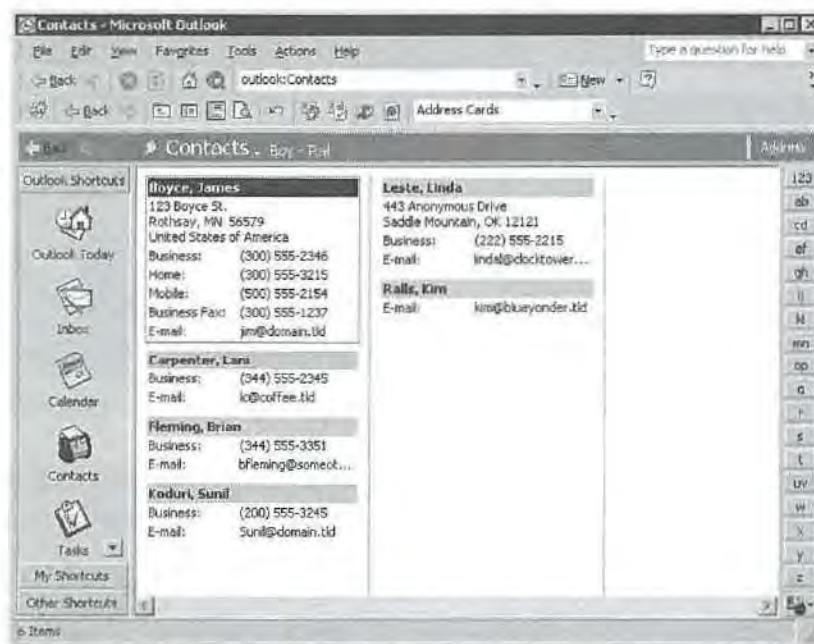 Contacts - Microsoft Outlook
File Edit View Favorites Tools Actions Help
Type a question for help
Back outlook:Contacts New
Back Address Cards
Contacts . Boy - Ral
Address
Outlook Shortcuts
Outlook Today
Inbox
Calendar
Contacts
Tasks
My Shortcuts
Other Shortcuts
Boyce, James
123 Boyce St.
Rothsay, MN 56579
United States of America
Business: (300) 555-2346
Home: (300) 555-3215
Mobile: (500) 555-2154
Business Fax: (300) 555-1237
E-mail: jim@domain.tld
Carpenter, Lani
Business: (344) 555-2345
E-mail: lc@coffee.tld
Fleming, Brian
Business: (344) 555-3351
E-mail: bfleming@someot...
Koduri, Sunil
Business: (200) 555-3245
E-mail: Sunil@domain.tld
Leste, Linda
443 Anonymous Drive
Saddle Mountain, OK 12121
Business: (222) 555-2215
E-mail: lindal@clocktower...
Ralls, Kim
E-mail: kim@blueyonder.tld
123
ab
cd
ef
gh
ij
kl
mn
op
q
r
s
t
uv
w
x
y
z
6 Items